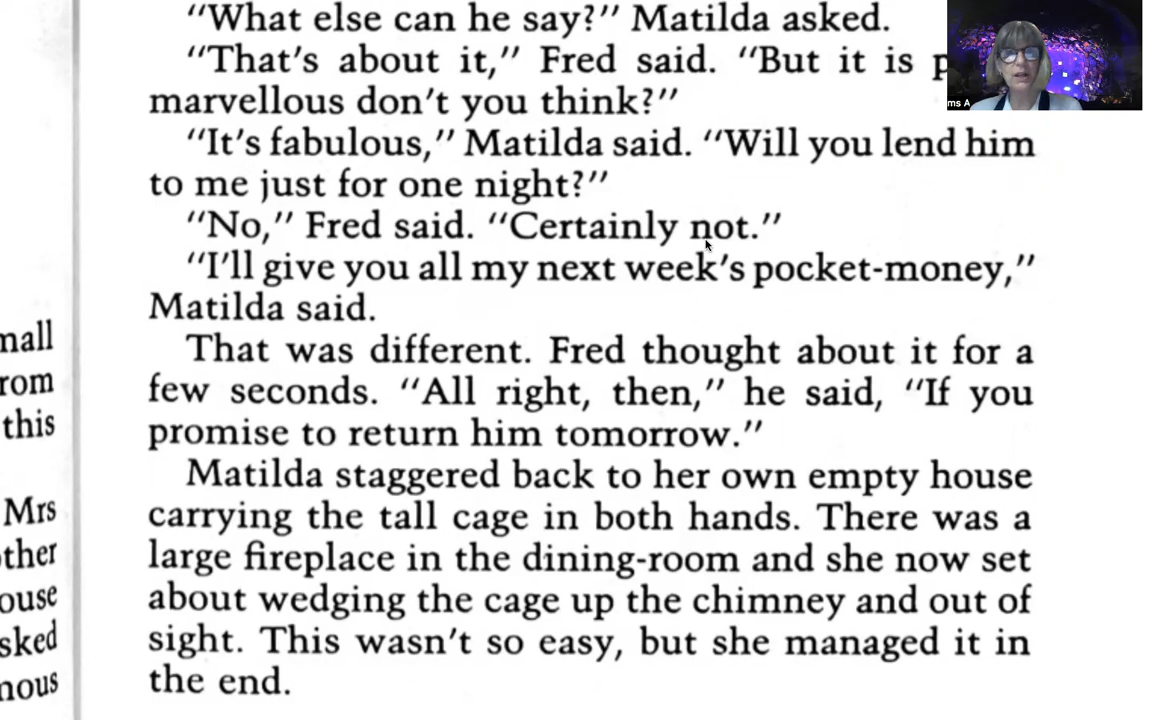 “What else can he say?” Matilda asked.
“That’s about it,” Fred said. “But it is
marvellous don’t you think?”
“It’s fabulous,” Matilda said. “Will you lend him
to me just for one night?”
“No,” Fred said. “Certainly not.”
“I’ll give you all my next week’s pocket-money,”
Matilda said.
That was different. Fred thought about it for a
few seconds. “All right, then,” he said, “If you
promise to return him tomorrow.”
Matilda staggered back to her own empty house
carrying the tall cage in both hands. There was a
large fireplace in the dining-room and she now set
about wedging the cage up the chimney and out of
sight. This wasn’t so easy, but she managed it in
the end.
rom
this
Mrs
ouse
sked
ms A